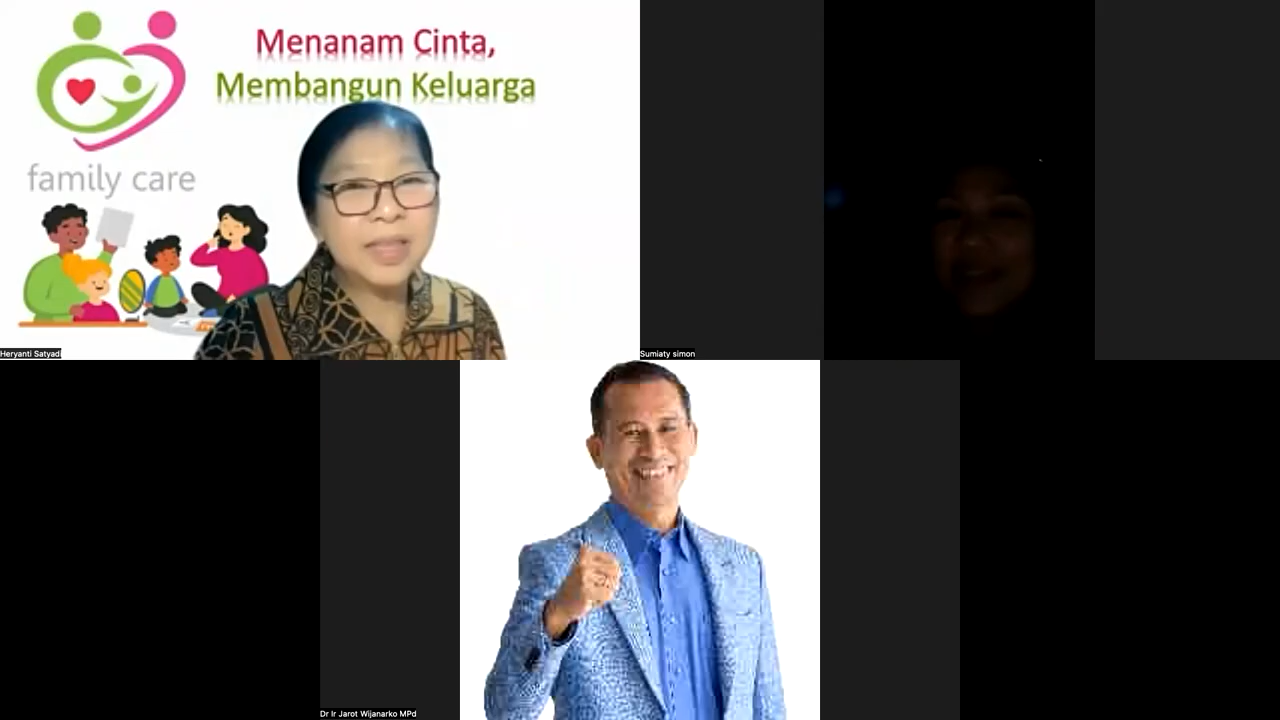 Menanam Cinta,
Membangun Keluarga
family care
Heryanti Satyadi
Sumiaty simon
Dr Ir Jarot Wijanarko MPd